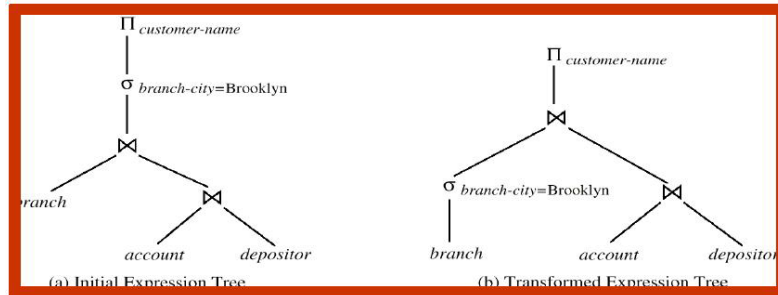 Π customer-name
σ branch-city=Brooklyn
⋈
branch
⋈
account depositor
(a) Initial Expression Tree
Π customer-name
⋈
σ branch-city=Brooklyn
⋈
branch account depositor
(b) Transformed Expression Tree